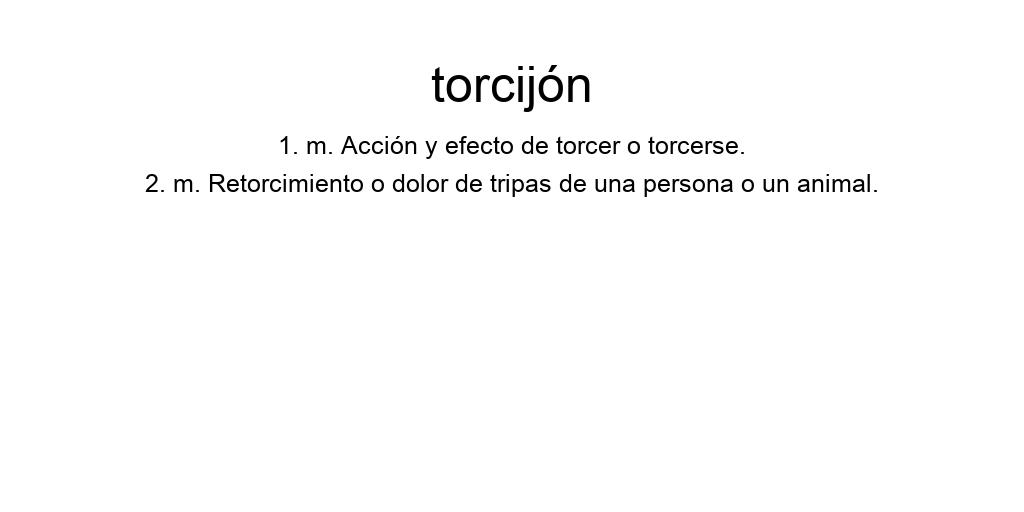 torcijón
1. m. Acción y efecto de torcer o torcerse.
2. m. Retorcimiento o dolor de tripas de una persona o un animal.